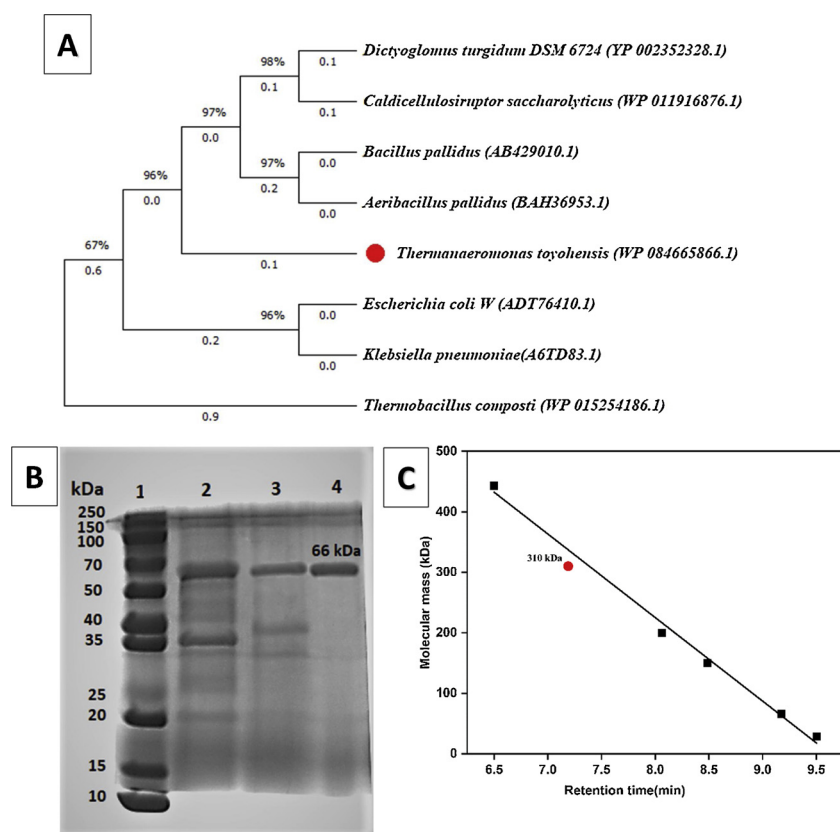 A
98%
0.1
Dictyoglomus turgidum DSM 6724 (YP 002352328.1)
97%
0.1
0.1
Caldicellulosiruptor saccharolyticus (WP 011916876.1)
0.0
96%
97%
0.0
Bacillus pallidus (AB429010.1)
0.0
0.2
0.0
Aeribacillus pallidus (BAH36953.1)
67%
0.1
Thermanaeromonas toyohensis (WP 084665866.1)
0.6
96%
0.0
Escherichia coli W (ADT76410.1)
0.2
0.0
Klebsiella pneumoniae(A6TD83.1)
0.9
Thermobacillus composti (WP 015254186.1)
B
kDa 1 2 3 4
250
150
100
70
66 kDa
50
40
35
25
20
15
10
C
Molecular mass (kDa)
500
400
300
200
100
0
310 kDa
6.5 7.0 7.5 8.0 8.5 9.0 9.5
Retention time(min)